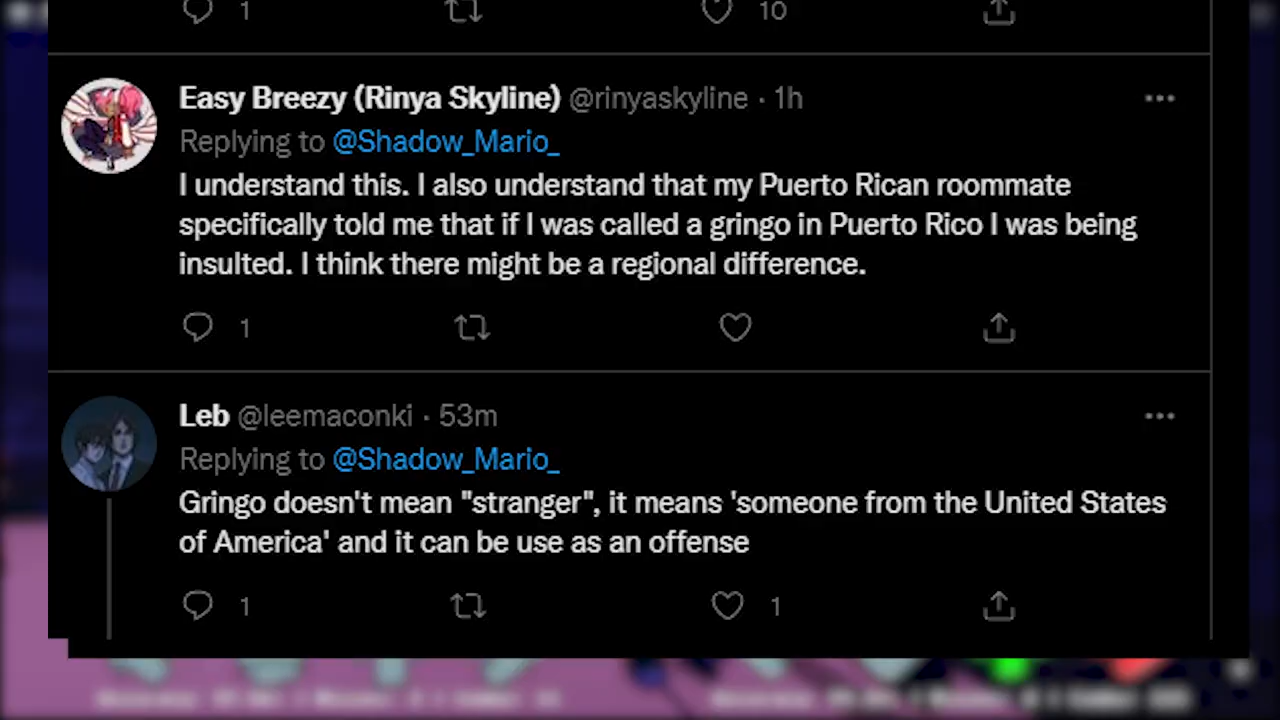 1 10
Easy Breezy (Rinya Skyline) @rinyaskyline · 1h
Replying to @Shadow_Mario_
I understand this. I also understand that my Puerto Rican roommate
specifically told me that if I was called a gringo in Puerto Rico I was being
insulted. I think there might be a regional difference.
1
Leb @leemaconki · 53m
Replying to @Shadow_Mario_
Gringo doesn't mean "stranger", it means 'someone from the United States
of America' and it can be use as an offense
1 1